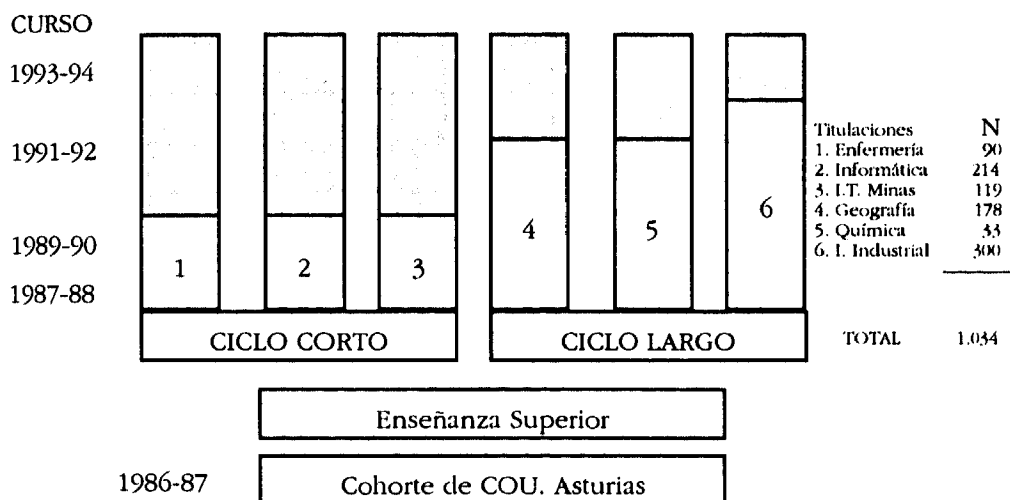 CURSO
1993-94
1991-92
1989-90
1987-88
1
2
3
4
5
6
Titulaciones N
1. Enfermería 90
2. Informática 214
3. I.T. Minas 119
4. Geografía 178
5. Química 33
6. I. Industrial 300
CICLO CORTO
CICLO LARGO
TOTAL 1.034
Enseñanza Superior
1986-87
Cohorte de COU. Asturias